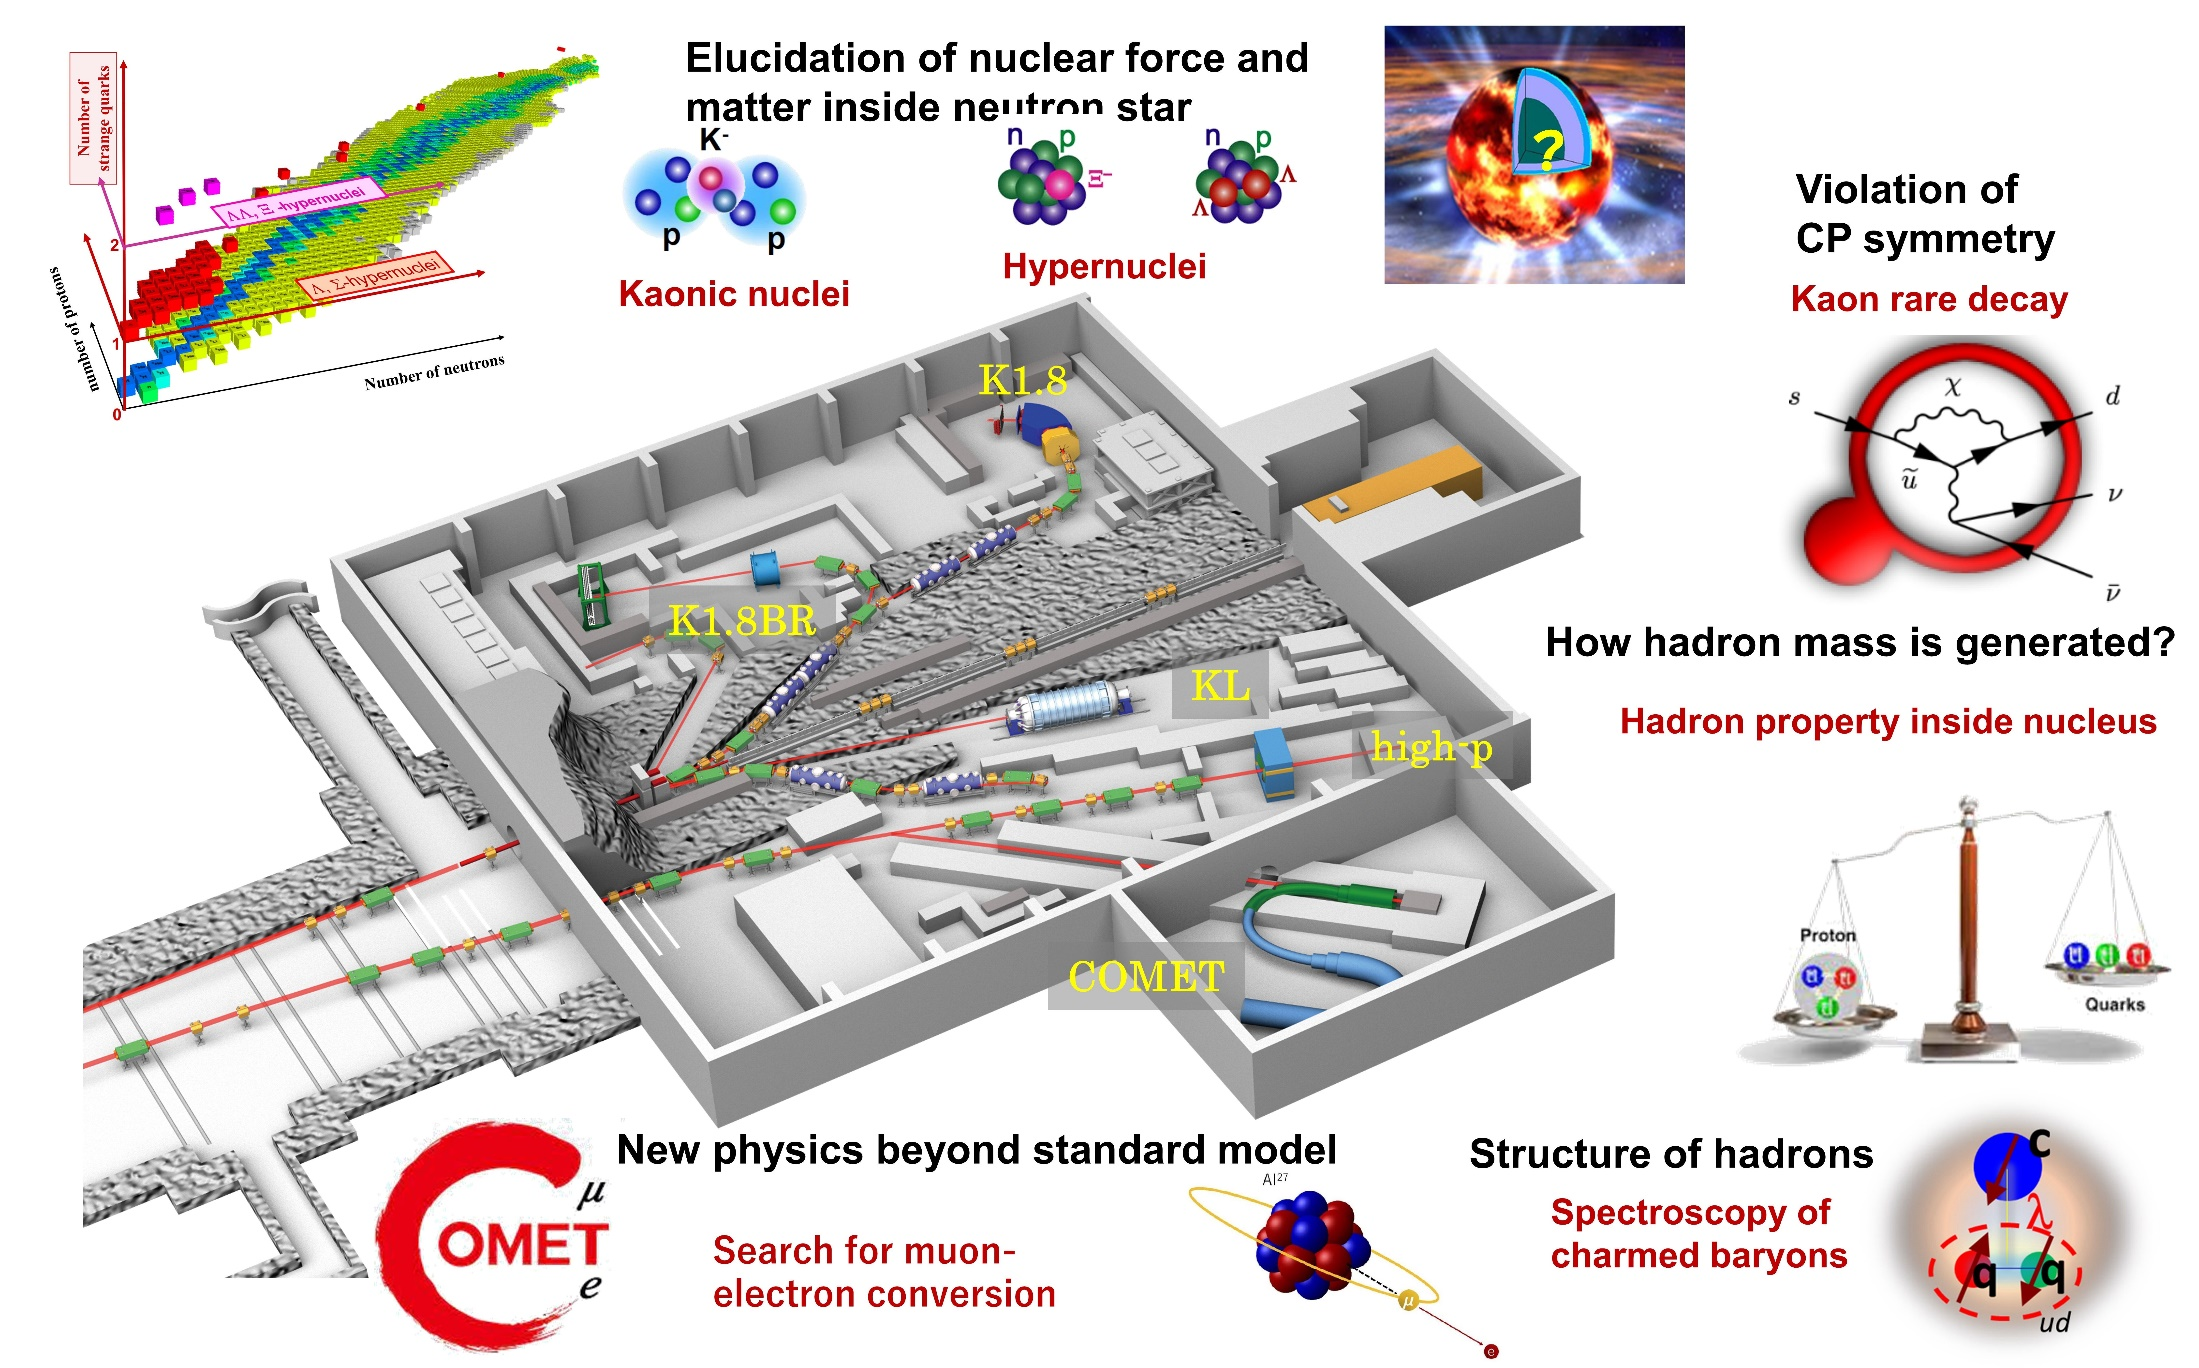 Elucidation of nuclear force and
matter inside neutron star
Number of
strange quarks
ΛΛ, Ξ -hypernuclei
Λ, Σ-hypernuclei
2
1
0
number of protons
Number of neutrons
K-
p
p
Kaonic nuclei
n
p
Ξ-
n
p
Λ
Λ
Hypernuclei
?
Violation of
CP symmetry
Kaon rare decay
s
χ
d
ũ
ν
ν̄
K1.8
K1.8BR
KL
high-p
COMET
How hadron mass is generated?
Hadron property inside nucleus
Proton
u
u
d
u
d
d
Quarks
New physics beyond standard model
COMET
μ
e
Search for muon-
electron conversion
Al27
μ
e
Structure of hadrons
Spectroscopy of
charmed baryons
c
λ
q
q
ud